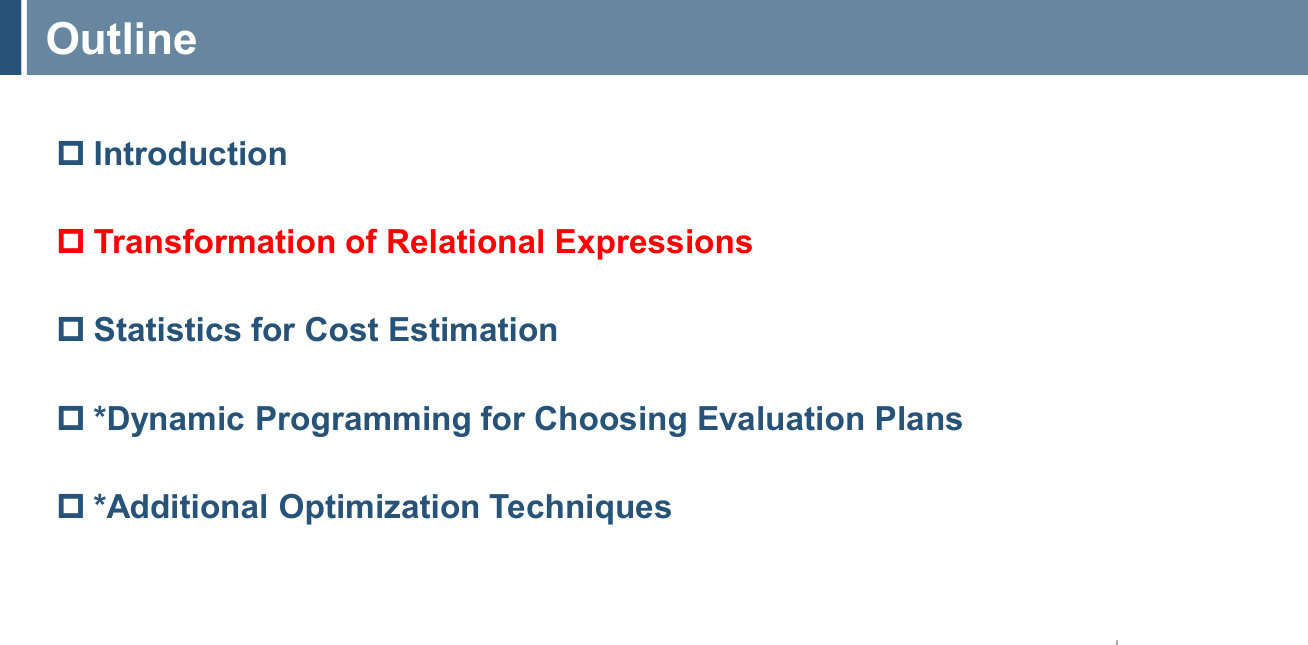 Outline
Introduction
Transformation of Relational Expressions
Statistics for Cost Estimation
*Dynamic Programming for Choosing Evaluation Plans
*Additional Optimization Techniques